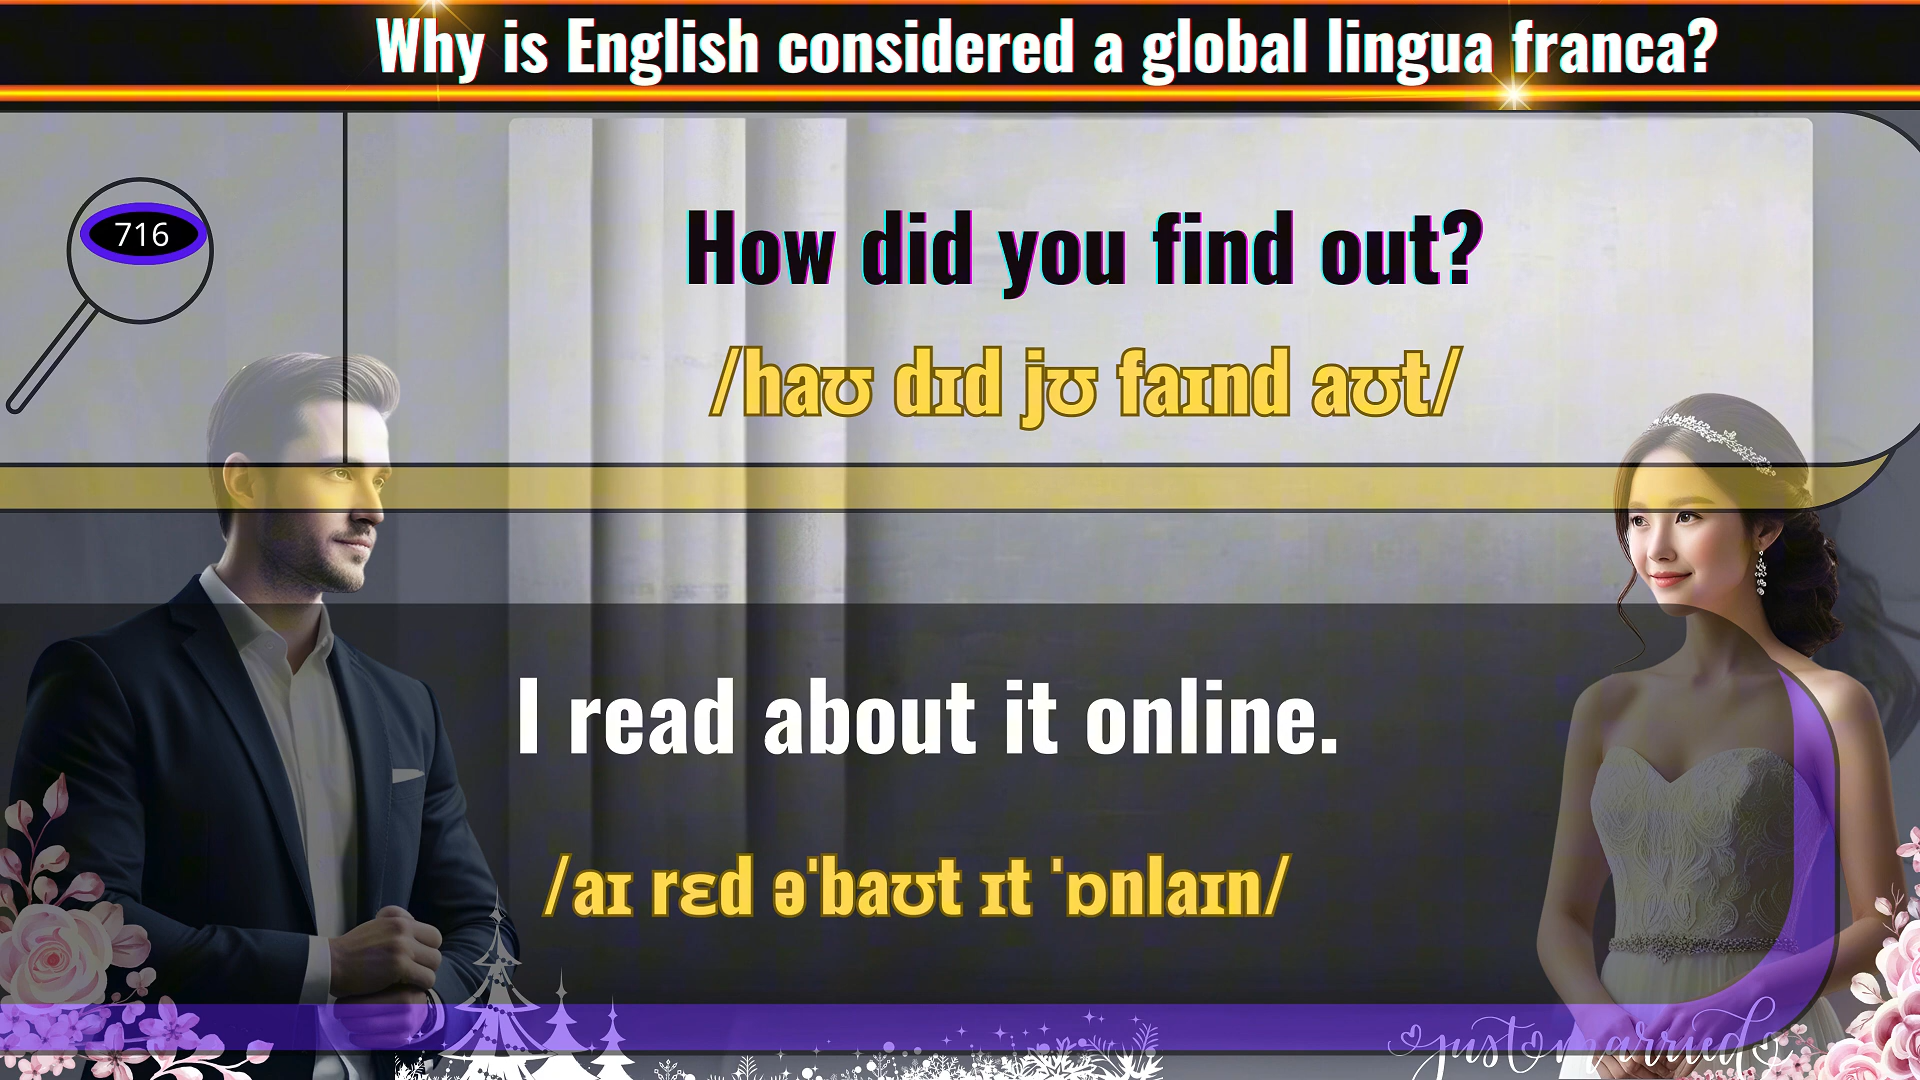 Why is English considered a global lingua franca?
716
How did you find out?
/haʊ dɪd jʊ faɪnd aʊt/
I read about it online.
/aɪ rɛd əˈbaʊt ɪt ˈɒnlaɪn/
just married